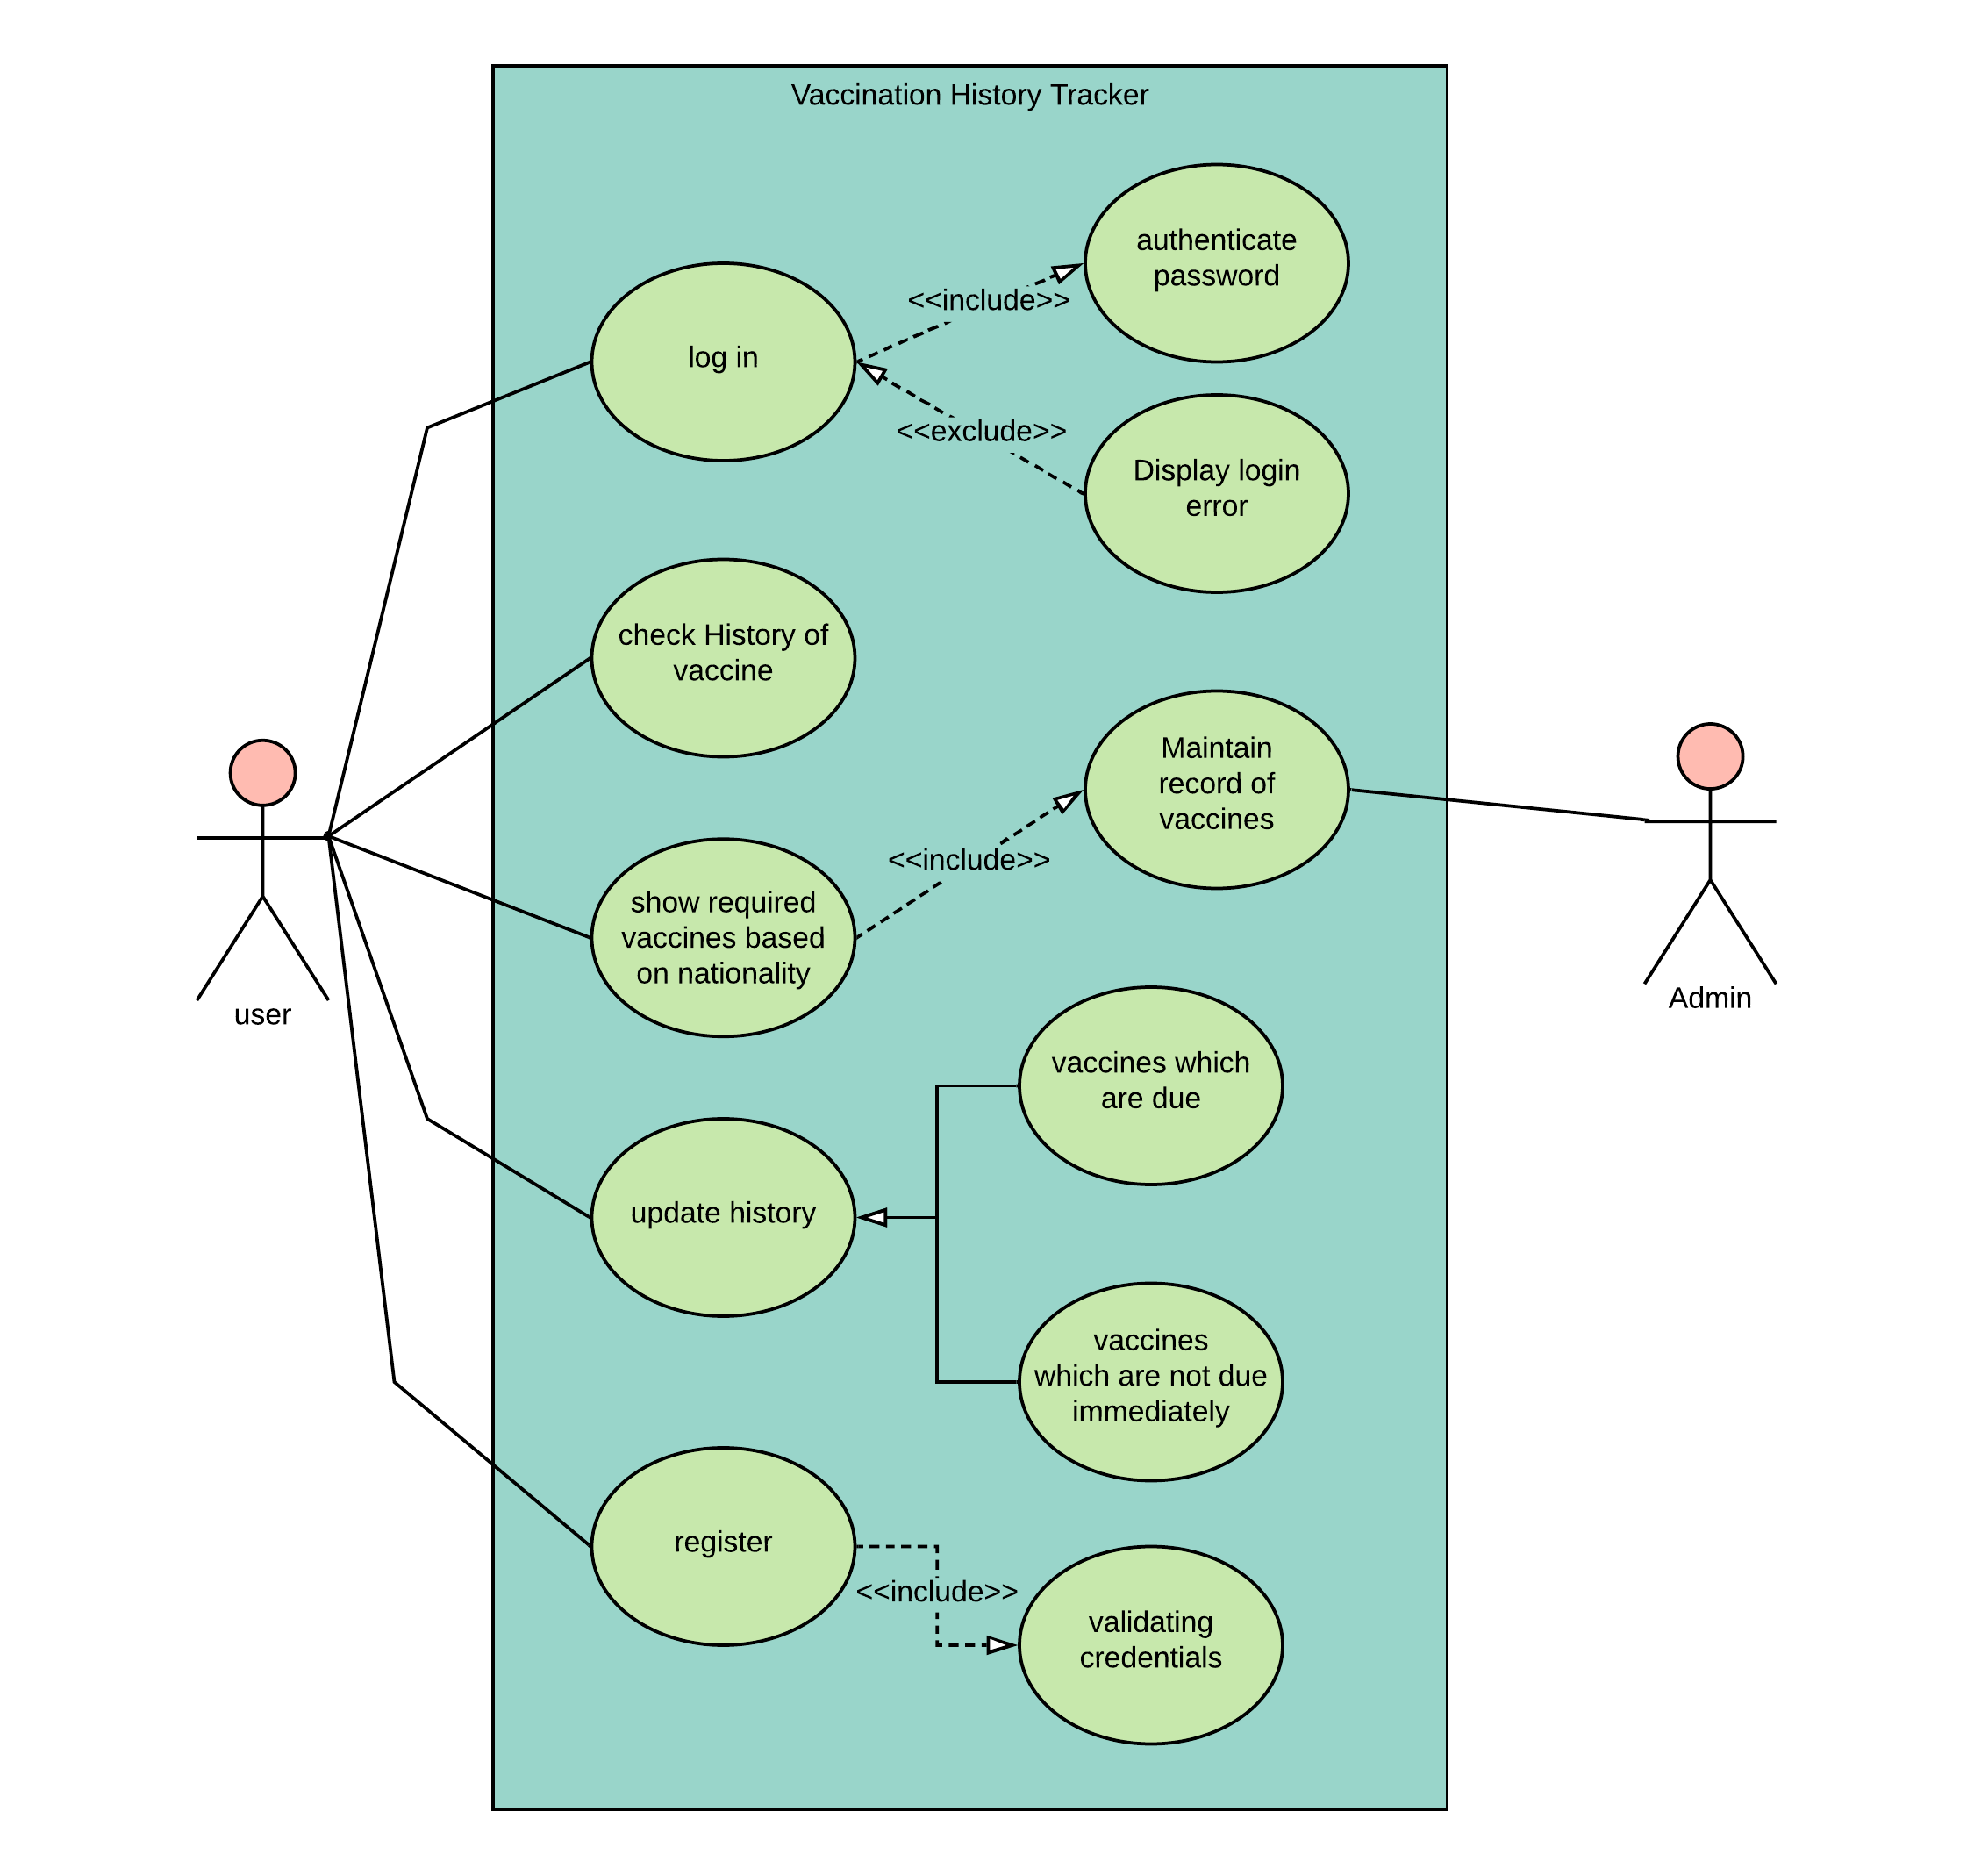 Vaccination History Tracker
authenticate
password
<<include>>
log in
<<exclude>>
Display login
error
check History of
vaccine
Maintain
record of
vaccines
<<include>>
show required
vaccines based
on nationality
user
Admin
vaccines which
are due
update history
vaccines
which are not due
immediately
register
<<include>>
validating
credentials